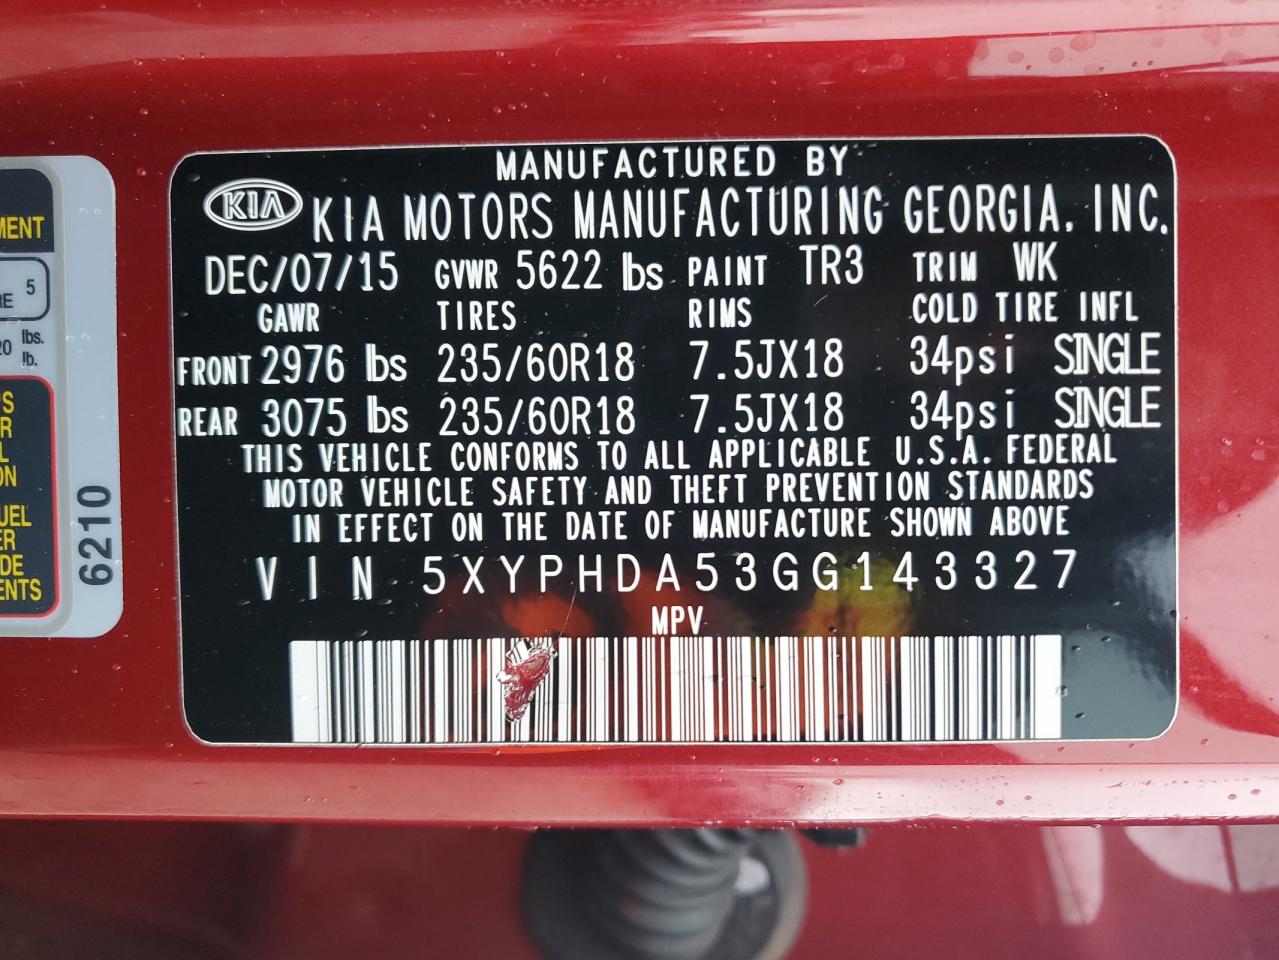 MANUFACTURED BY
KIA KIA MOTORS MANUFACTURING GEORGIA, INC.
DEC/07/15 GVWR 5622 lbs PAINT TR3 TRIM WK
GAWR TIRES RIMS COLD TIRE INFL
FRONT 2976 lbs 235/60R18 7.5JX18 34psi SINGLE
REAR 3075 lbs 235/60R18 7.5JX18 34psi SINGLE
THIS VEHICLE CONFORMS TO ALL APPLICABLE U.S.A. FEDERAL
MOTOR VEHICLE SAFETY AND THEFT PREVENTION STANDARDS
IN EFFECT ON THE DATE OF MANUFACTURE SHOWN ABOVE
VIN 5XYPHDA53GG143327
MPV
5
lbs.
lb.
6210